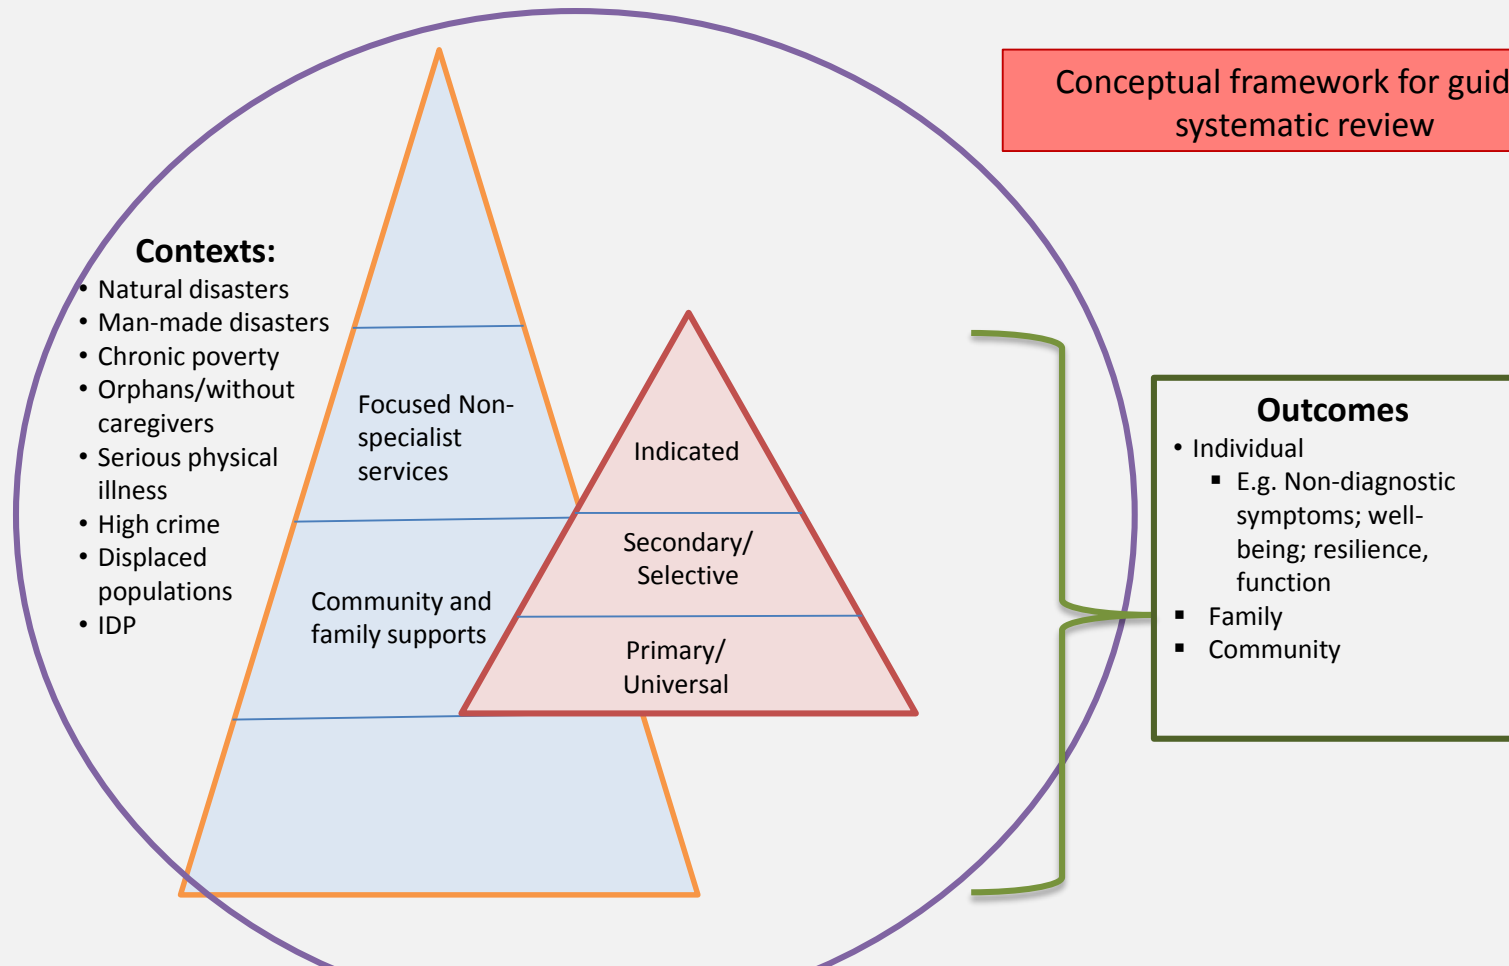 Conceptual framework for guid
systematic review
Contexts:
• Natural disasters
• Man-made disasters
• Chronic poverty
• Orphans/without
caregivers
• Serious physical
illness
• High crime
• Displaced
populations
• IDP
Focused Non-
specialist
services
Community and
family supports
Indicated
Secondary/
Selective
Primary/
Universal
Outcomes
• Individual
▪ E.g. Non-diagnostic
symptoms; well-
being; resilience,
function
▪ Family
▪ Community